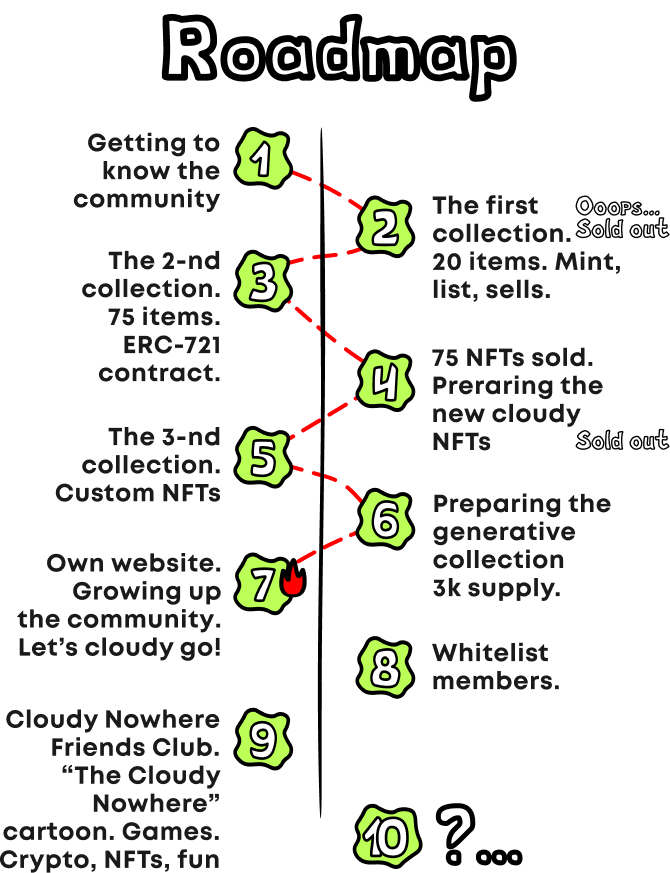 Roadmap
1
Getting to
know the
community
2
The first
collection.
20 items. Mint,
list, sells.
Ooops...
Sold out
3
The 2-nd
collection.
75 items.
ERC-721
contract.
4
75 NFTs sold.
Preraring the
new cloudy
NFTs
Sold out
5
The 3-nd
collection.
Custom NFTs
6
Preparing the
generative
collection
3k supply.
7
Own website.
Growing up
the community.
Let’s cloudy go!
8
Whitelist
members.
9
Cloudy Nowhere
Friends Club.
“The Cloudy
Nowhere”
cartoon. Games.
Crypto, NFTs, fun
10
?...